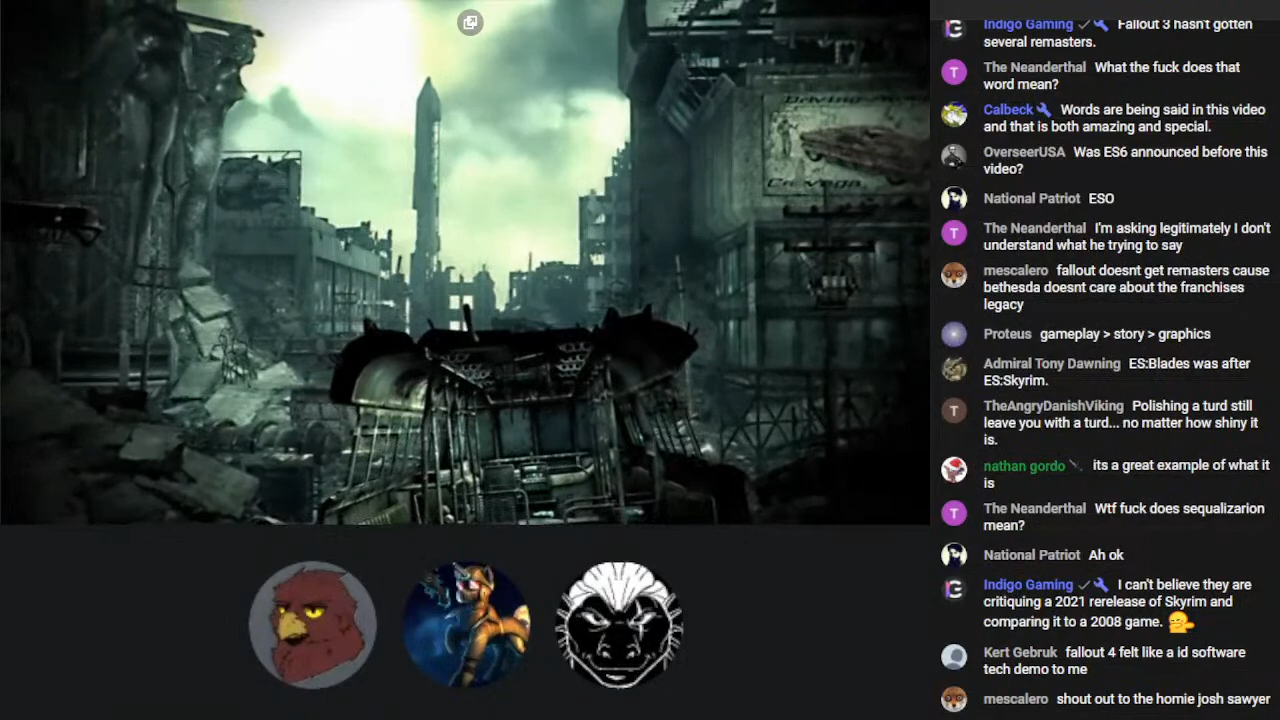 Driving
Corvega
Indigo Gaming Fallout 3 hasn't gotten
several remasters.
T The Neanderthal What the fuck does that
word mean?
Calbeck Words are being said in this video
and that is both amazing and special.
OverseerUSA Was ES6 announced before this
video?
National Patriot ESO
T The Neanderthal I'm asking legitimately I don't
understand what he trying to say
mescalero fallout doesnt get remasters cause
bethesda doesnt care about the franchises
legacy
Proteus gameplay > story > graphics
Admiral Tony Dawning ES:Blades was after
ES:Skyrim.
T TheAngryDanishViking Polishing a turd still
leave you with a turd... no matter how shiny it
is.
nathan gordo its a great example of what it
is
T The Neanderthal Wtf fuck does sequalizarion
mean?
National Patriot Ah ok
Indigo Gaming I can't believe they are
critiquing a 2021 rerelease of Skyrim and
comparing it to a 2008 game.
Kert Gebruk fallout 4 felt like a id software
tech demo to me
mescalero shout out to the homie josh sawyer